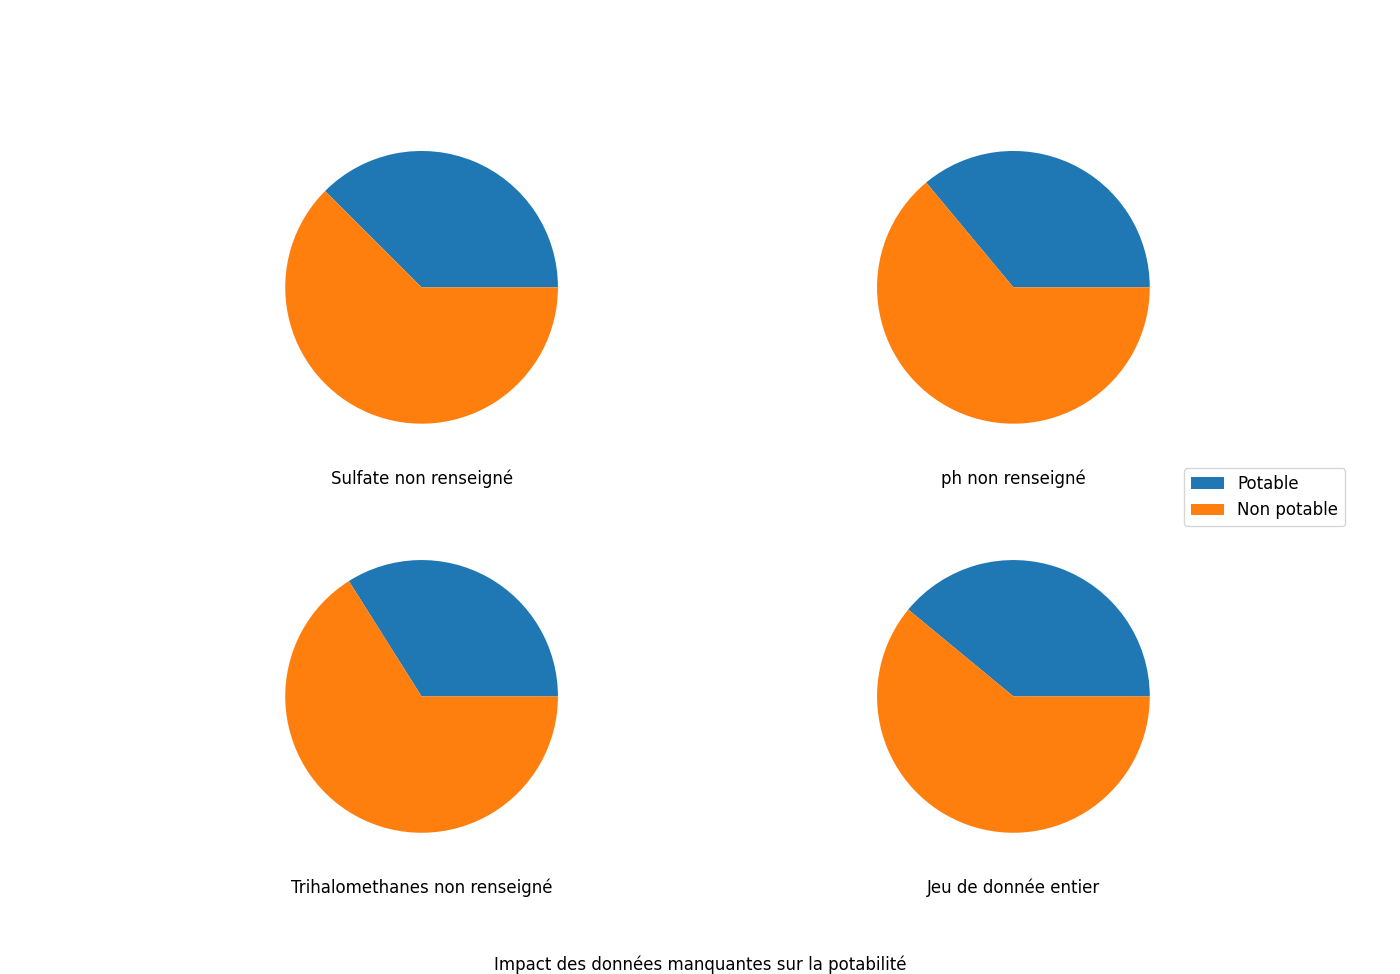 Sulfate non renseigné
ph non renseigné
Potable
Non potable
Trihalomethanes non renseigné
Jeu de donnée entier
Impact des données manquantes sur la potabilité